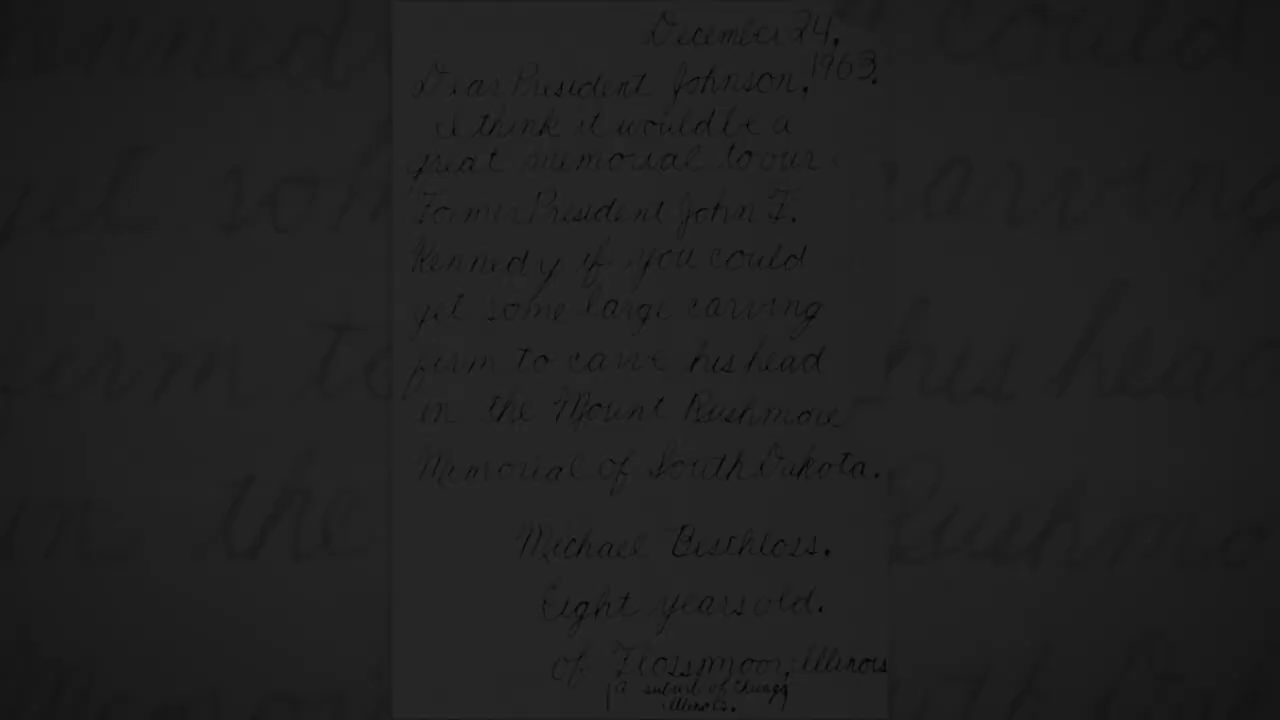 December 24.
1963.
Dear President Johnson,
I think it would be a
great memorial to our
Former President John F.
Kennedy if you could
get some large carving
firm to carve his head
in the Mount Rushmore
Memorial of South Dakota.
Michael Beschloss.
Eight years old.
of Flossmoor, Illinois
(a suburb of Chicago
Illinois.)